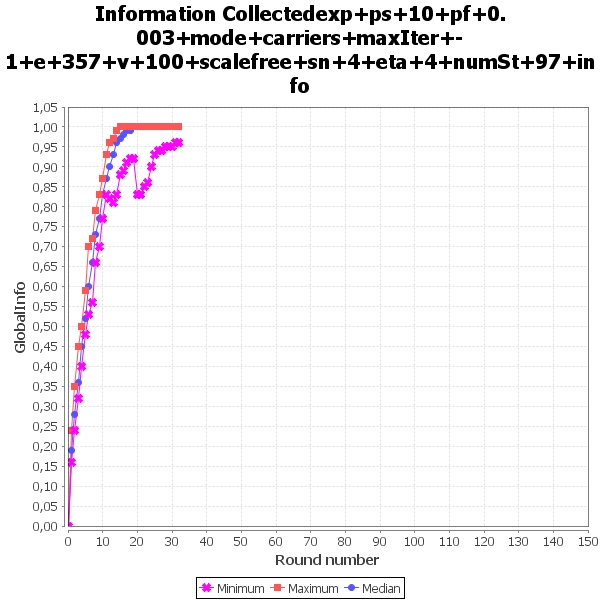 Information Collectedexp+ps+10+pf+0.
003+mode+carriers+maxIter+-
1+e+357+v+100+scalefree+sn+4+eta+4+numSt+97+in
fo
GlobalInfo
1,05
1,00
0,95
0,90
0,85
0,80
0,75
0,70
0,65
0,60
0,55
0,50
0,45
0,40
0,35
0,30
0,25
0,20
0,15
0,10
0,05
0,00
0 10 20 30 40 50 60 70 80 90 100 110 120 130 140 150
Round number
Minimum Maximum Median